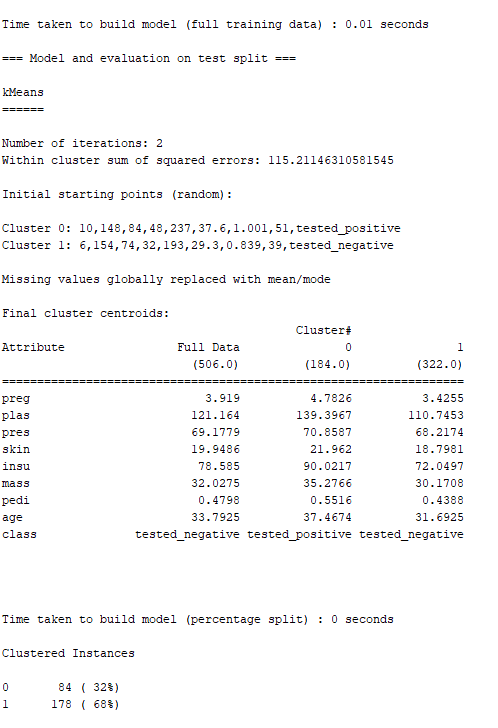 Time taken to build model (full training data) : 0.01 seconds
=== Model and evaluation on test split ===
kMeans
======
Number of iterations: 2
Within cluster sum of squared errors: 115.21146310581545
Initial starting points (random):
Cluster 0: 10,148,84,48,237,37.6,1.001,51,tested_positive
Cluster 1: 6,154,74,32,193,29.3,0.839,39,tested_negative
Missing values globally replaced with mean/mode
Final cluster centroids:
Cluster#
Attribute Full Data 0 1
(506.0) (184.0) (322.0)
==================================================================
preg 3.919 4.7826 3.4255
plas 121.164 139.3967 110.7453
pres 69.1779 70.8587 68.2174
skin 19.9486 21.962 18.7981
insu 78.585 90.0217 72.0497
mass 32.0275 35.2766 30.1708
pedi 0.4798 0.5516 0.4388
age 33.7925 37.4674 31.6925
class tested_negative tested_positive tested_negative
Time taken to build model (percentage split) : 0 seconds
Clustered Instances
0 84 ( 32%)
1 178 ( 68%)